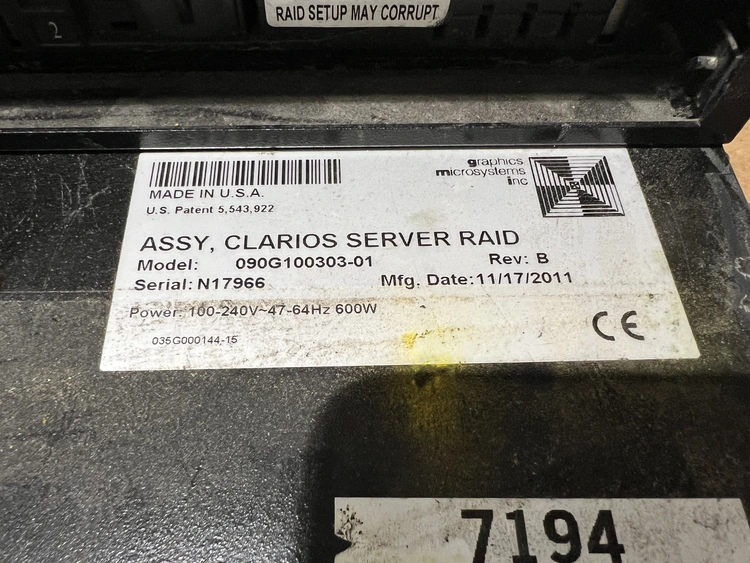 RAID SETUP MAY CORRUPT
2
graphics
microsystems
inc
MADE IN U.S.A.
U.S. Patent 5,543,922
ASSY, CLARIOS SERVER RAID
Model: 090G100303-01 Rev: B
Serial: N17966 Mfg. Date:11/17/2011
Power: 100-240V~47-64Hz 600W
CE
035G000144-15
7194